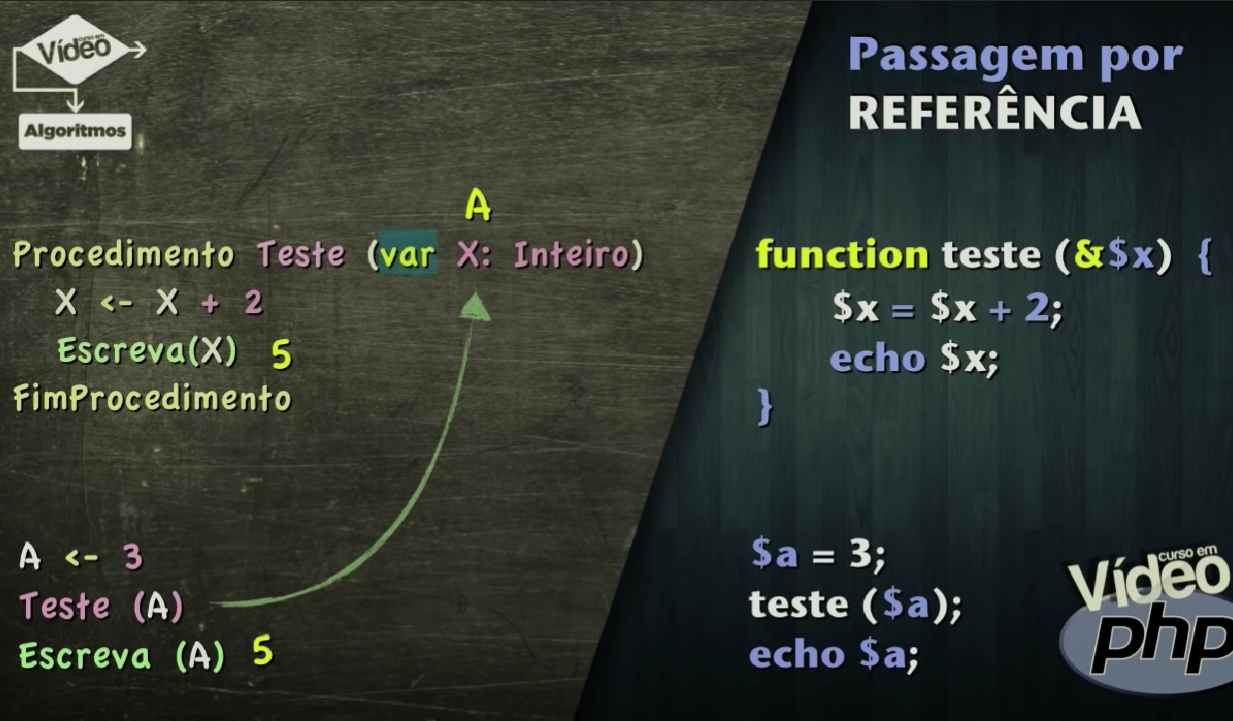 curso em
Vídeo
Algoritmos
Passagem por
REFERÊNCIA
A
Procedimento Teste (var X: Inteiro)
X <- X + 2
Escreva(X) 5
FimProcedimento
A <- 3
Teste (A)
Escreva (A) 5
function teste (&$x) {
$x = $x + 2;
echo $x;
}
$a = 3;
teste ($a);
echo $a;
curso em
Vídeo
php